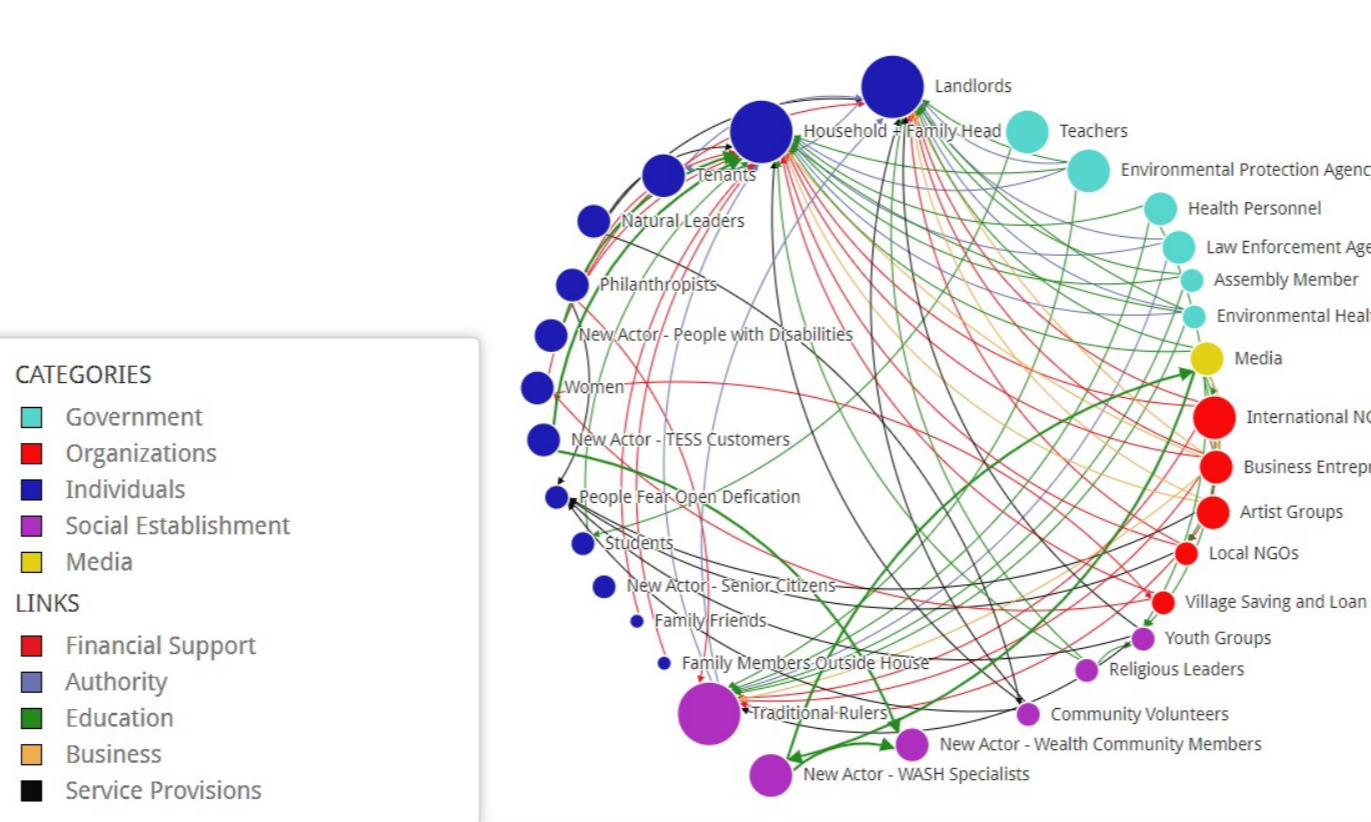 CATEGORIES
Government
Organizations
Individuals
Social Establishment
Media
LINKS
Financial Support
Authority
Education
Business
Service Provisions
Landlords
Household + Family Head
Teachers
Environmental Protection Agenc
Tenants
Health Personnel
Natural Leaders
Law Enforcement Age
Assembly Member
Philanthropists
Environmental Healt
New Actor - People with Disabilities
Media
Women
International NG
New Actor - TESS Customers
Business Entrepr
People Fear Open Defication
Artist Groups
Students
Local NGOs
New Actor - Senior Citizens
Village Saving and Loan
Family Friends
Youth Groups
Family Members Outside House
Religious Leaders
Traditional Rulers
Community Volunteers
New Actor - Wealth Community Members
New Actor - WASH Specialists